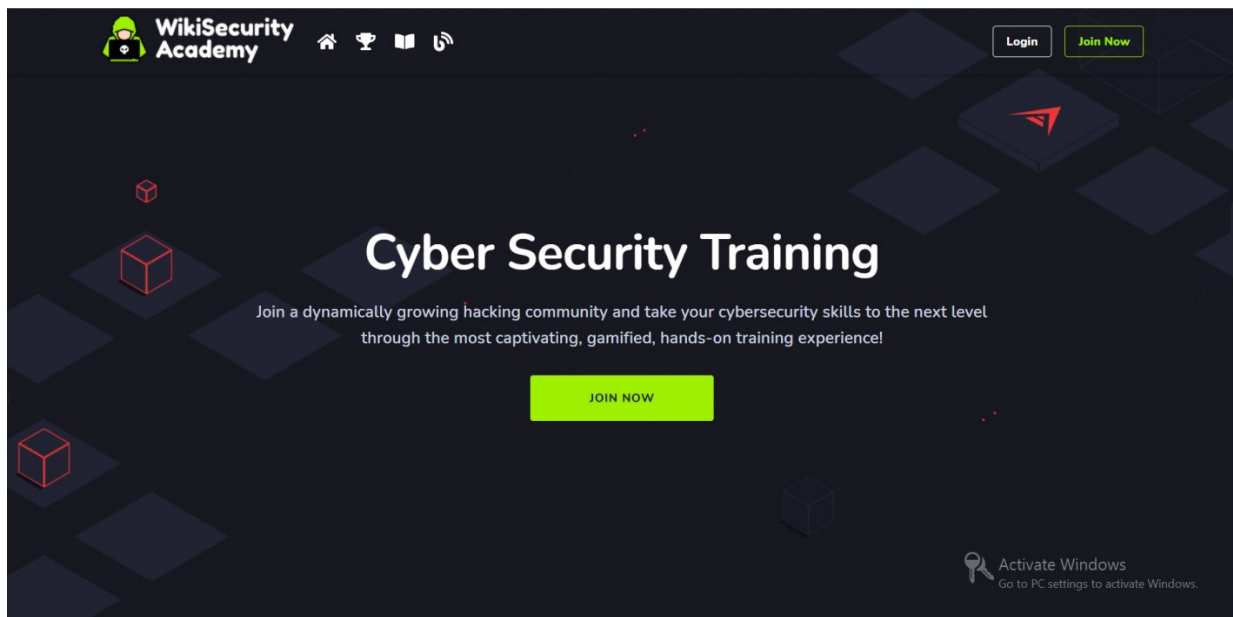 WikiSecurity
Academy
Login
Join Now
Cyber Security Training
Join a dynamically growing hacking community and take your cybersecurity skills to the next level
through the most captivating, gamified, hands-on training experience!
JOIN NOW
Activate Windows
Go to PC settings to activate Windows.